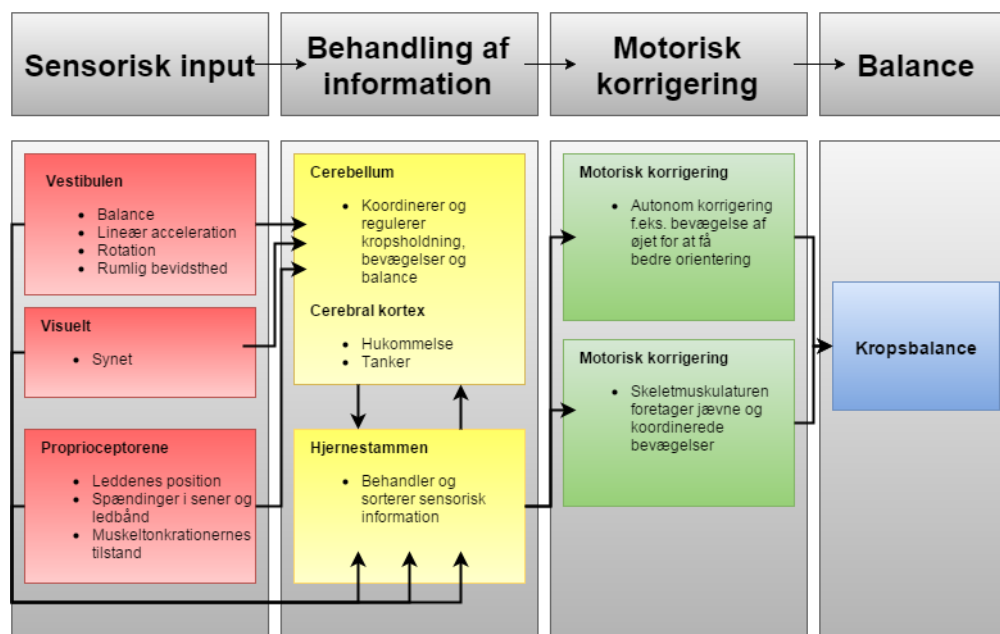 Sensorisk input
Behandling af
information
Motorisk
korrigering
Balance
Vestibulen
Balance
Lineær acceleration
Rotation
Rumlig bevidsthed
Visuelt
Synet
Proprioceptorene
Leddenes position
Spændinger i sener og
ledbånd
Muskeltonkrationernes
tilstand
Cerebellum
Koordinerer og
regulerer
kropsholdning,
bevægelser og
balance
Cerebral kortex
Hukommelse
Tanker
Hjernestammen
Behandler og
sorterer sensorisk
information
Motorisk korrigering
Autonom korrigering
f.eks. bevægelse af
øjet for at få
bedre orientering
Motorisk korrigering
Skeletmuskulaturen
foretager jævne og
koordinerede
bevægelser
Kropsbalance